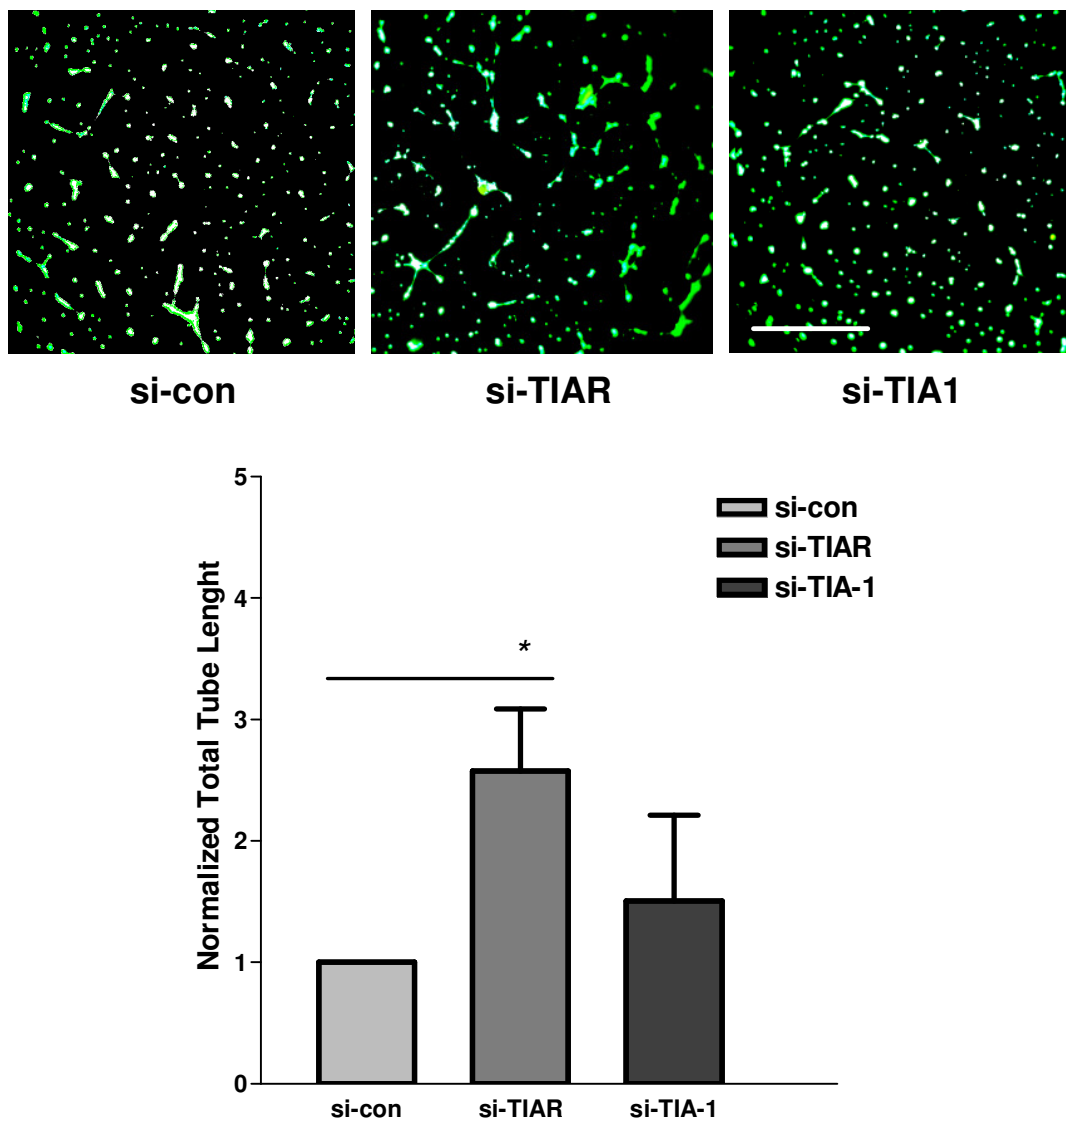 si-con
si-TIAR
si-TIA1
5
4
3
2
1
0
Normalized Total Tube Lenght
*
si-con
si-TIAR
si-TIA-1
si-con
si-TIAR
si-TIA-1